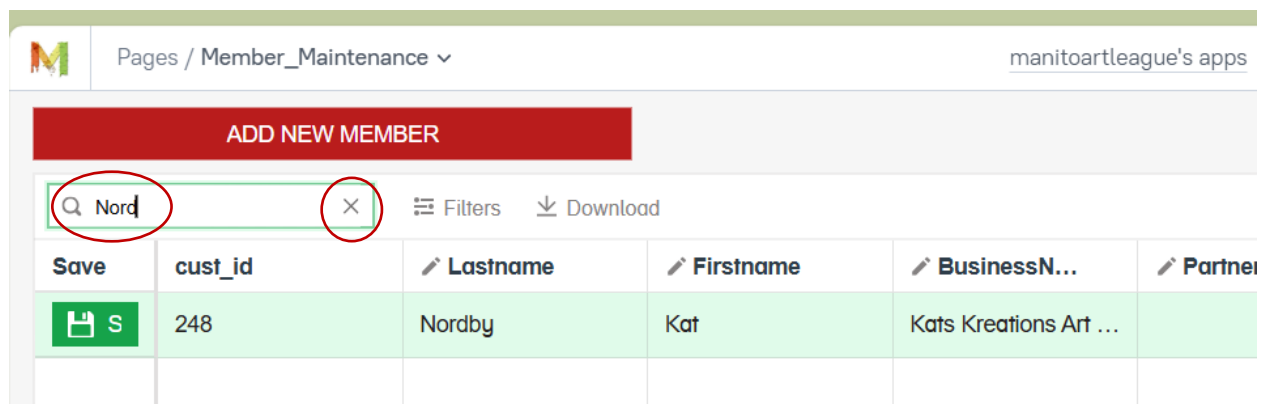 Pages / Member_Maintenance
manitoartleague's apps
ADD NEW MEMBER
Nord
Filters Download
Save cust_id Lastname Firstname BusinessN... Partner
S 248 Nordby Kat Kats Kreations Art ...